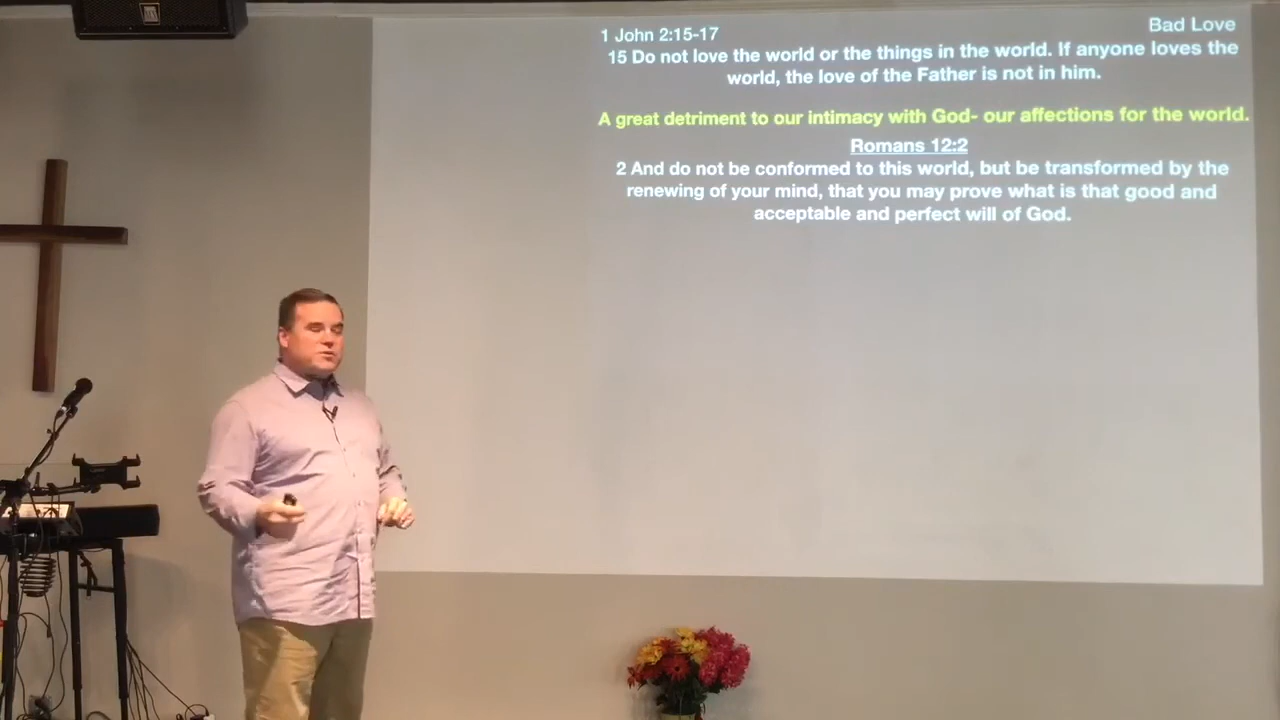 1 John 2:15-17 Bad Love
15 Do not love the world or the things in the world. If anyone loves the
world, the love of the Father is not in him.
A great detriment to our intimacy with God- our affections for the world.
Romans 12:2
2 And do not be conformed to this world, but be transformed by the
renewing of your mind, that you may prove what is that good and
acceptable and perfect will of God.